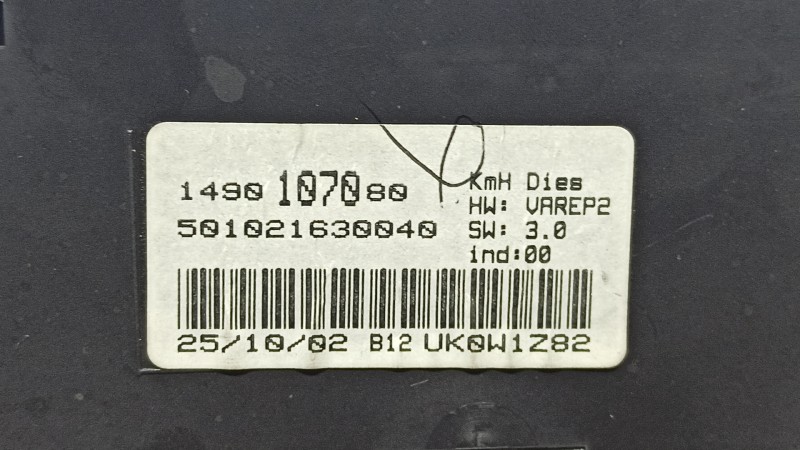 1490 1070 80 KmH Dies
HW: VAREP2
501021630040 SW: 3.0
ind:00
25/10/02 B12 UK0W1Z82